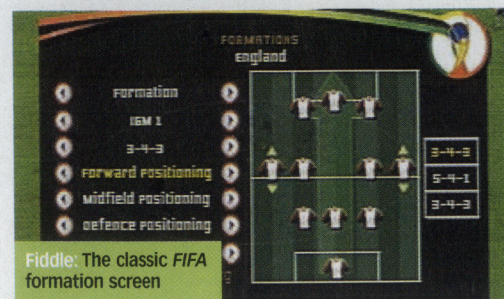 FORMATIONS
England
Formation
IGM 1
3-4-3
Forward Positioning
Midfield Positioning
Defence Positioning
3-4-3
5-4-1
3-4-3
Fiddle: The classic FIFA
formation screen